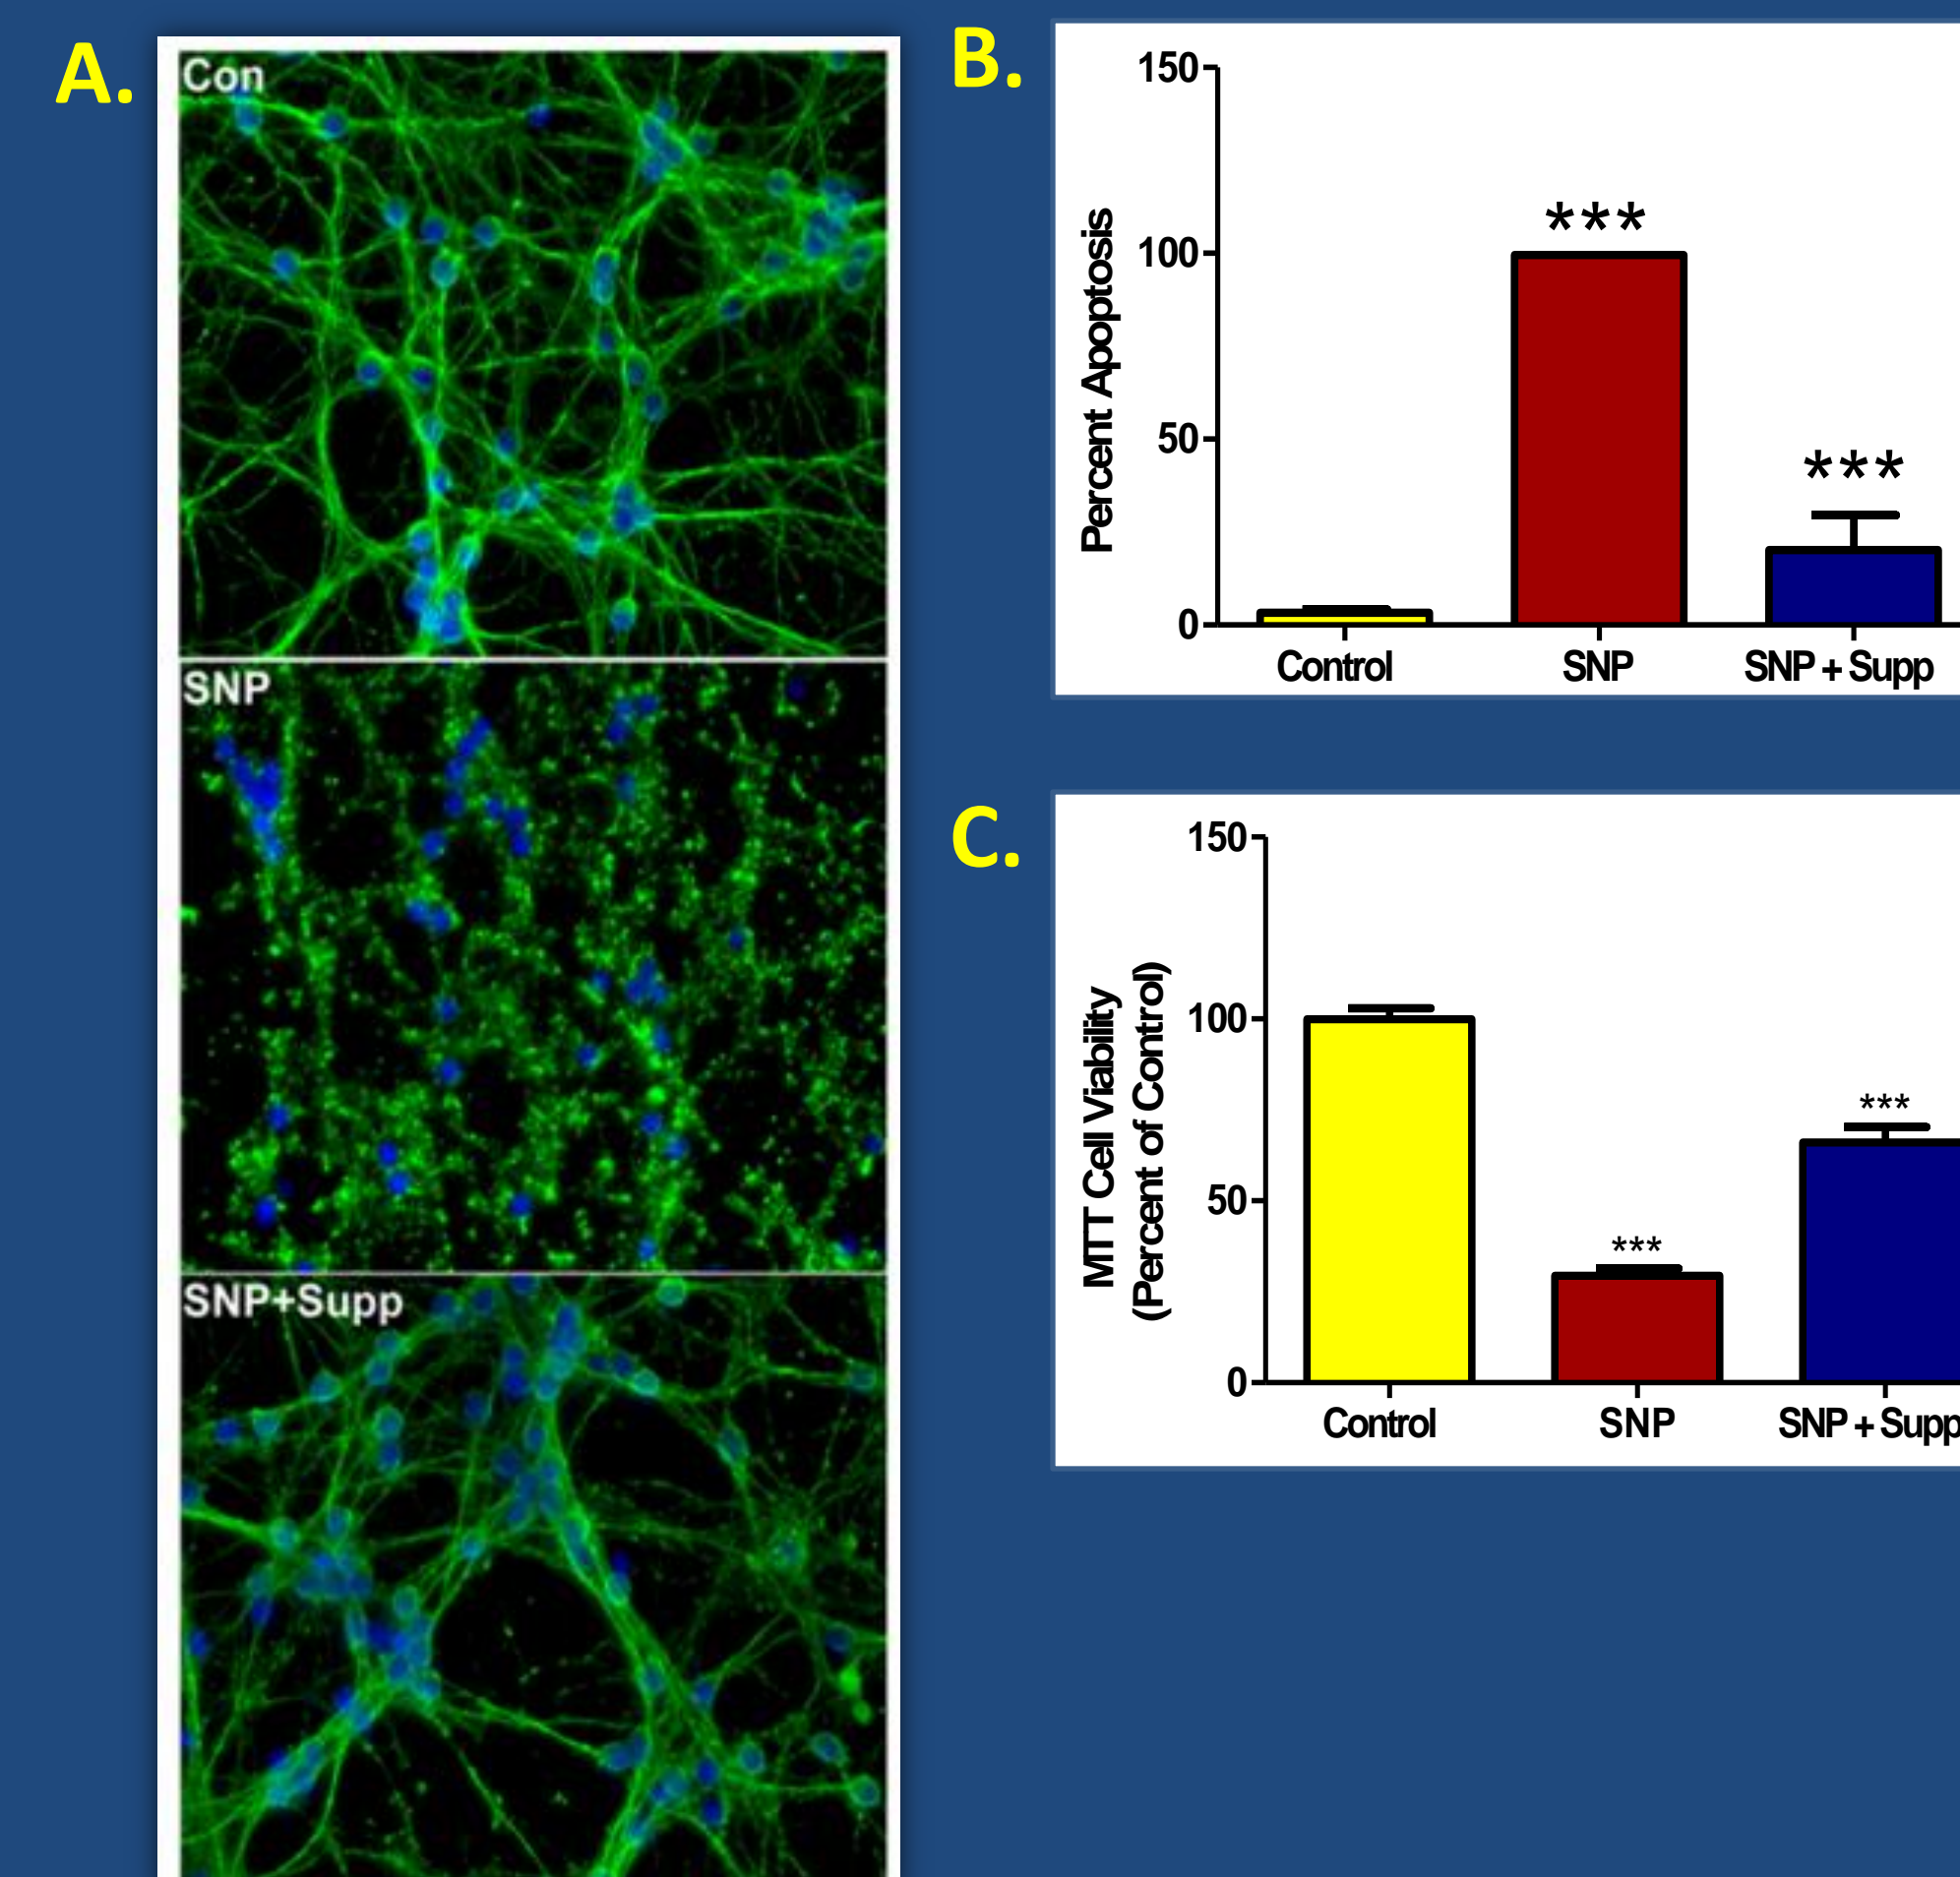 A.
Con
SNP
SNP+Supp
B.
150
100
50
0
Percent Apoptosis
***
***
Control
SNP
SNP + Supp
C.
150
100
50
0
MTT Cell Viability
(Percent of Control)
***
***
Control
SNP
SNP + Supp